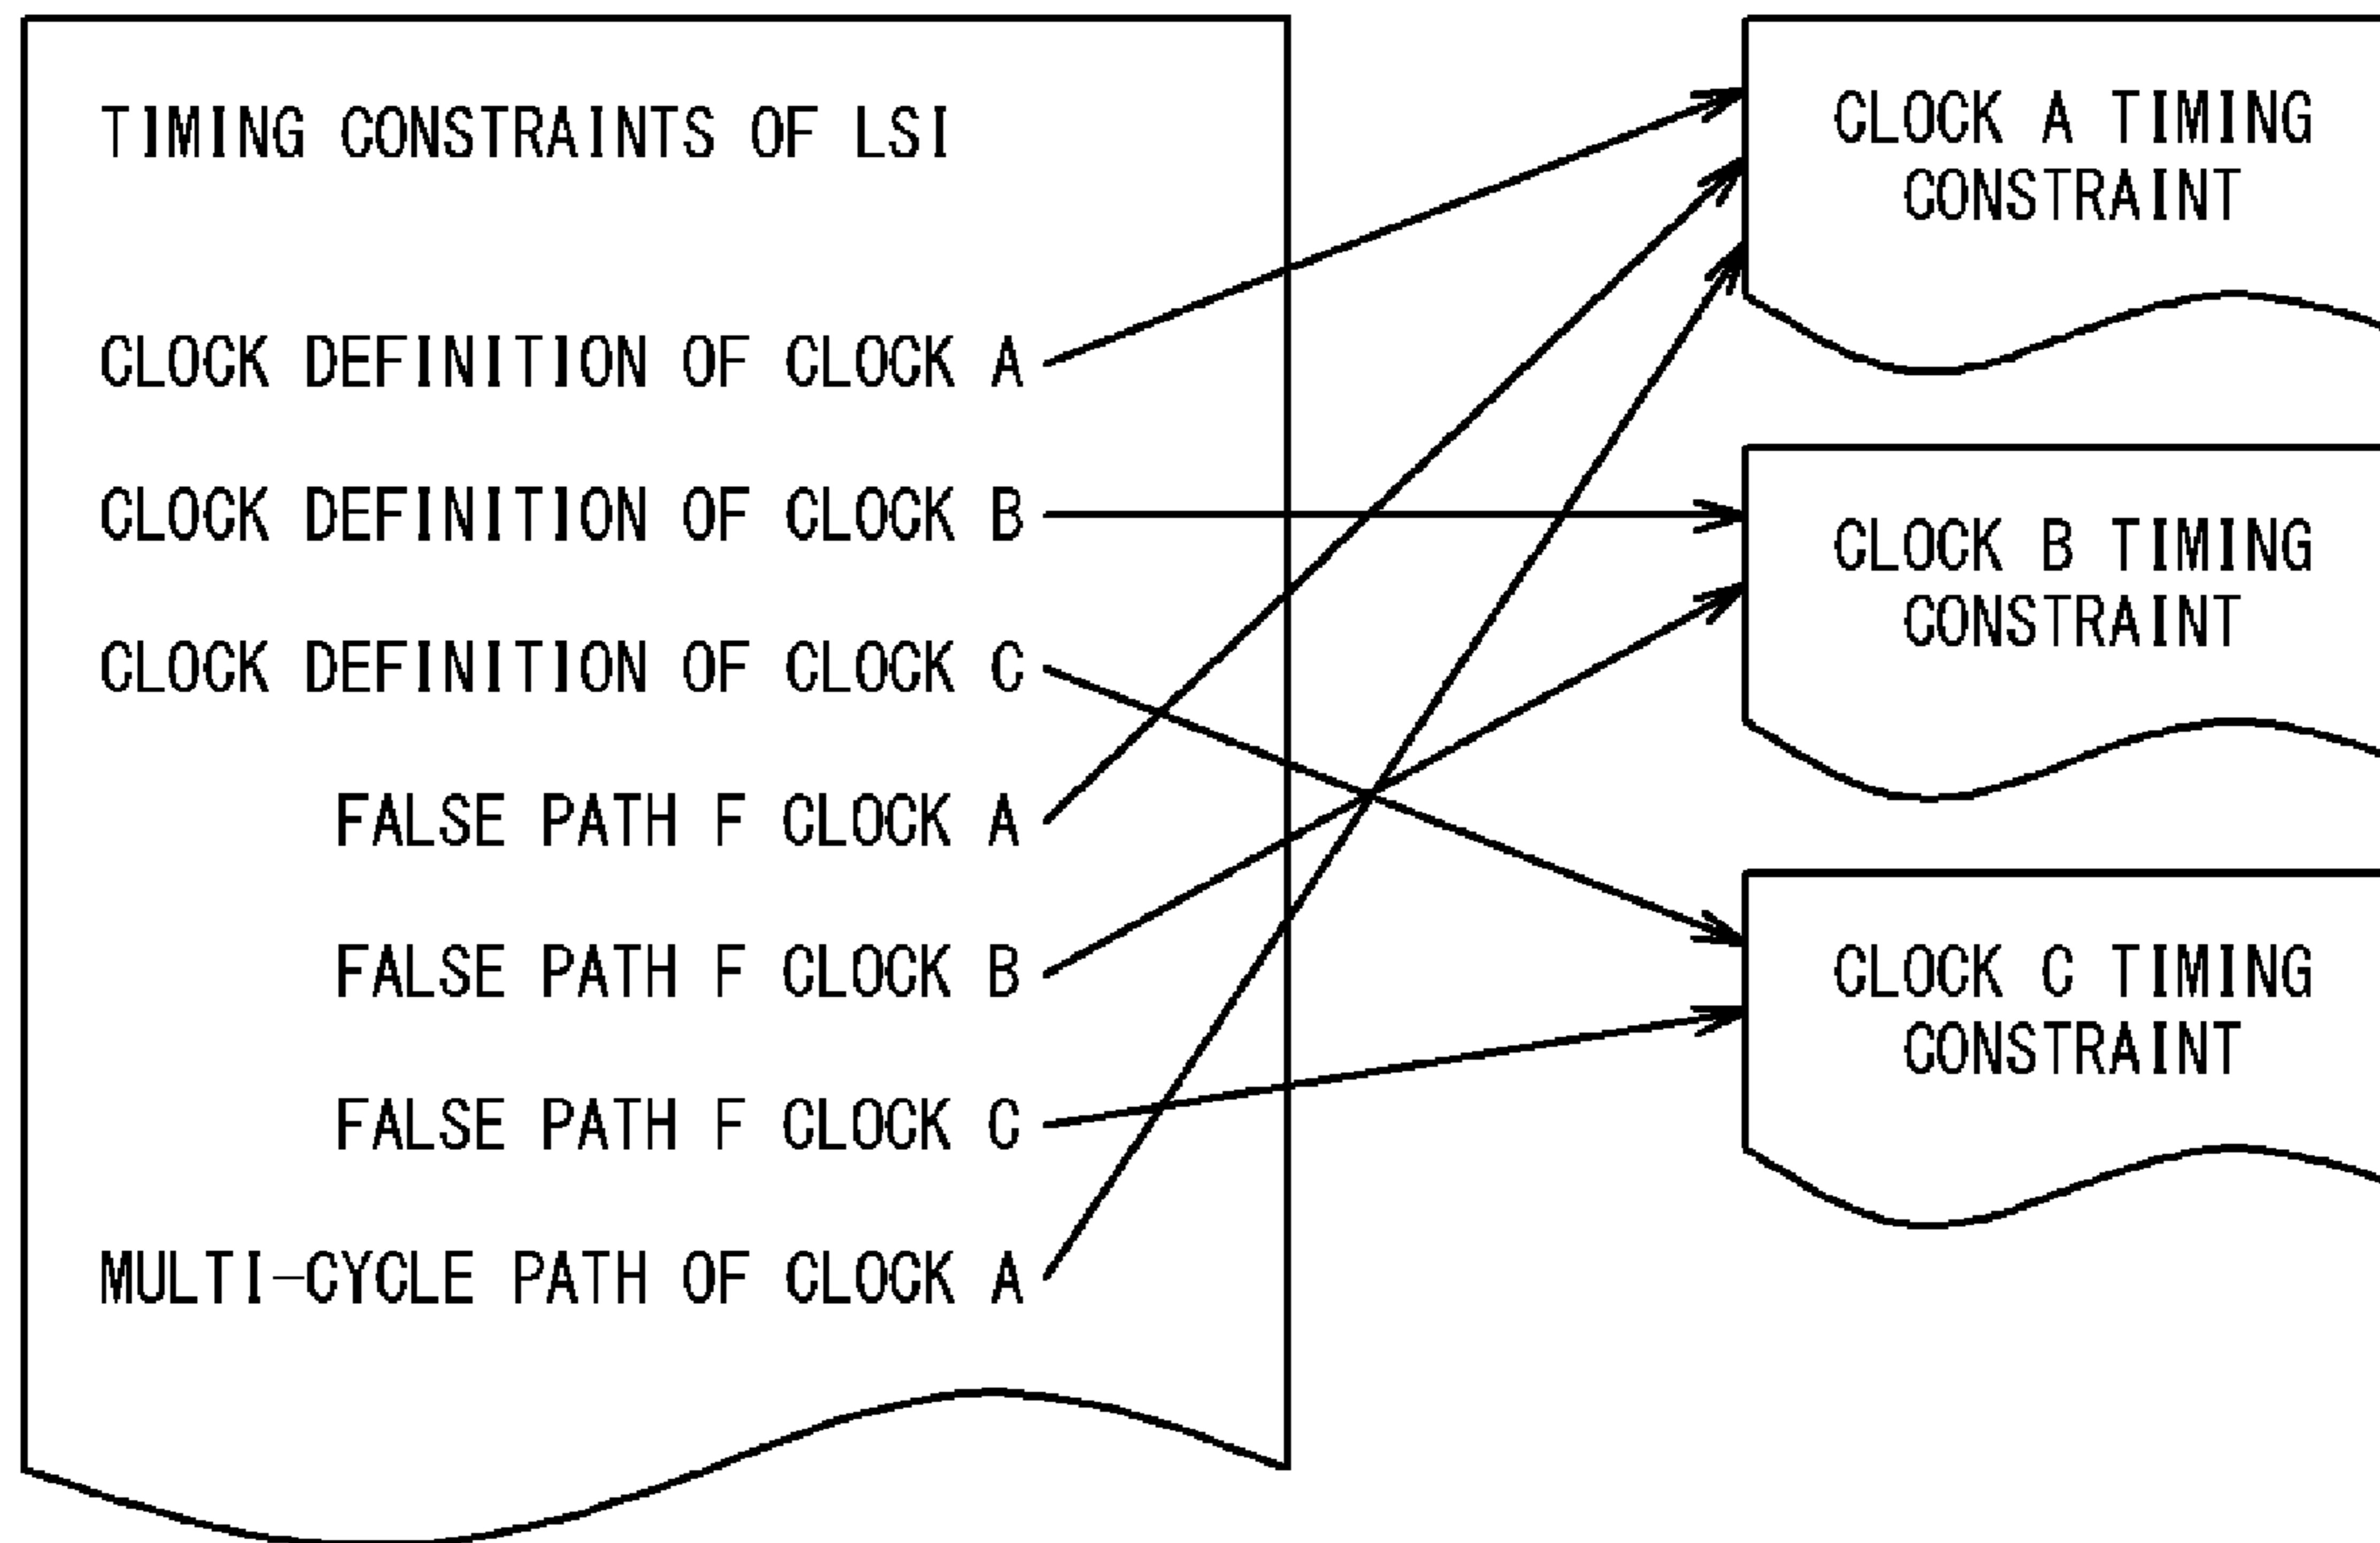 TIMING CONSTRAINTS OF LSI
CLOCK DEFINITION OF CLOCK A
CLOCK DEFINITION OF CLOCK B
CLOCK DEFINITION OF CLOCK C
FALSE PATH F CLOCK A
FALSE PATH F CLOCK B
FALSE PATH F CLOCK C
MULTI-CYCLE PATH OF CLOCK A
CLOCK A TIMING
CONSTRAINT
CLOCK B TIMING
CONSTRAINT
CLOCK C TIMING
CONSTRAINT